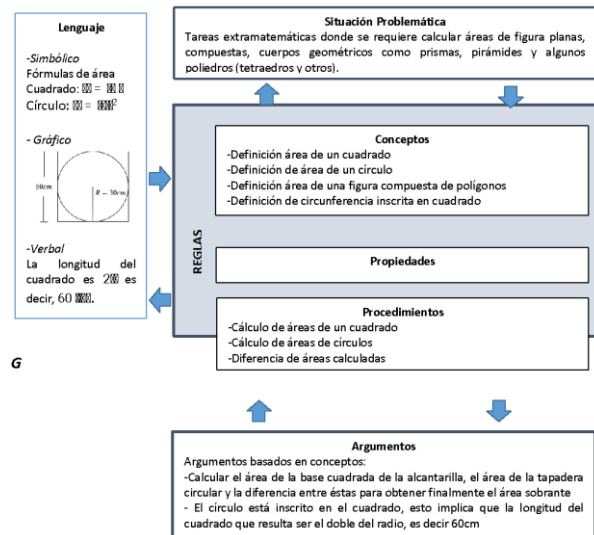 Lenguaje
-Simbólico
Fórmulas de área
Cuadrado: =
Círculo: = ²
- Gráfico
60cm
R = 30cm
-Verbal
La longitud del
cuadrado es 2 es
decir, 60 .
G
Situación Problemática
Tareas extramatemáticas donde se requiere calcular áreas de figura planas,
compuestas, cuerpos geométricos como prismas, pirámides y algunos
poliedros (tetraedros y otros).
REGLAS
Conceptos
-Definición área de un cuadrado
-Definición de área de un círculo
-Definición de área de una figura compuesta de polígonos
-Definición de circunferencia inscrita en cuadrado
Propiedades
Procedimientos
-Cálculo de áreas de un cuadrado
-Cálculo de áreas de círculos
-Diferencia de áreas calculadas
Argumentos
Argumentos basados en conceptos:
-Calcular el área de la base cuadrada de la alcantarilla, el área de la tapadera
circular y la diferencia entre éstas para obtener finalmente el área sobrante
- El círculo está inscrito en el cuadrado, esto implica que la longitud del
cuadrado que resulta ser el doble del radio, es decir 60cm